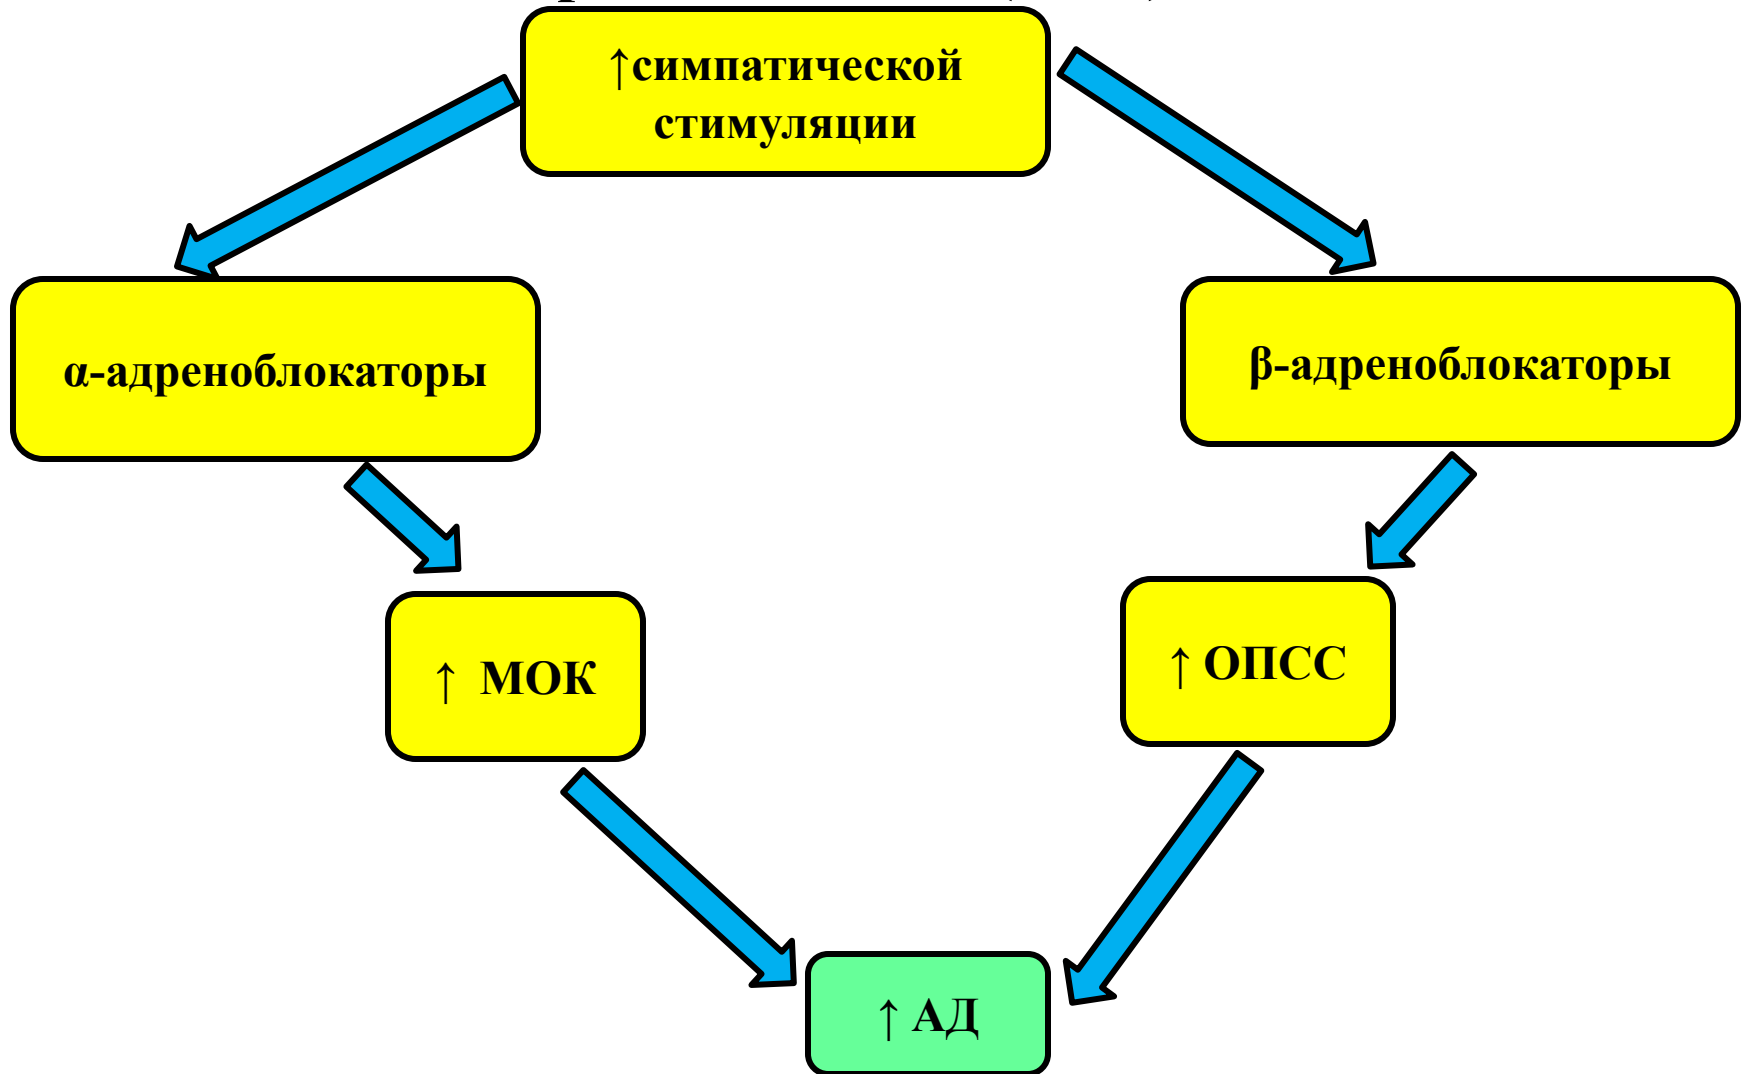 ↑симпатической
стимуляции
α-адреноблокаторы
β-адреноблокаторы
↑ МОК
↑ ОПСС
↑ АД